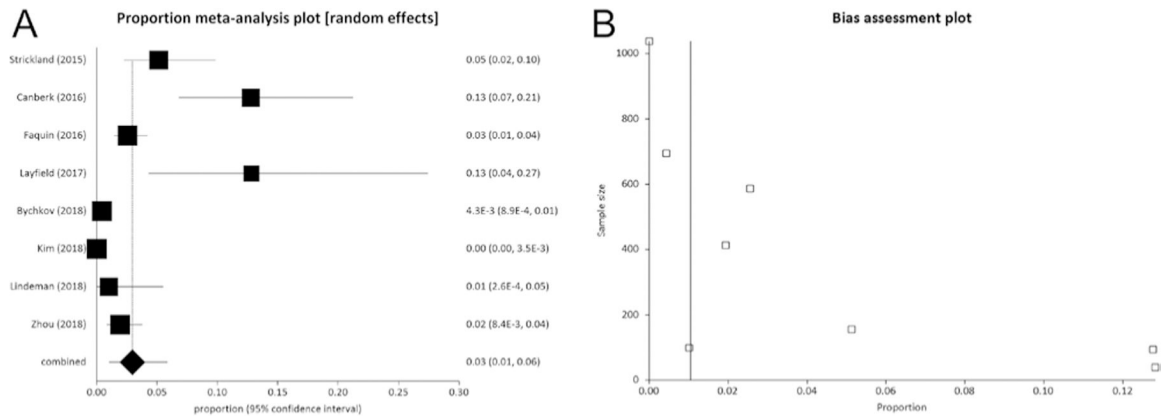 A
Proportion meta-analysis plot [random effects]
Strickland (2015) 0.05 (0.02, 0.10)
Canberk (2016) 0.13 (0.07, 0.21)
Faquin (2016) 0.03 (0.01, 0.04)
Layfield (2017) 0.13 (0.04, 0.27)
Bychkov (2018) 4.3E-3 (8.9E-4, 0.01)
Kim (2018) 0.00 (0.00, 3.5E-3)
Lindeman (2018) 0.01 (2.6E-4, 0.05)
Zhou (2018) 0.02 (8.4E-3, 0.04)
combined 0.03 (0.01, 0.06)
0.00 0.05 0.10 0.15 0.20 0.25 0.30
proportion (95% confidence interval)
B
Bias assessment plot
Sample size
1000
800
600
400
200
0
0.00 0.02 0.04 0.06 0.08 0.10 0.12
Proportion